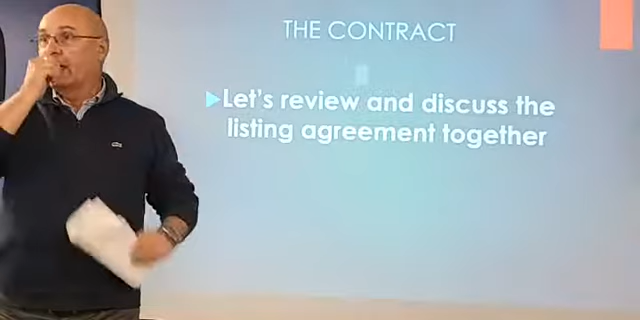 THE CONTRACT
Let's review and discuss the
listing agreement together